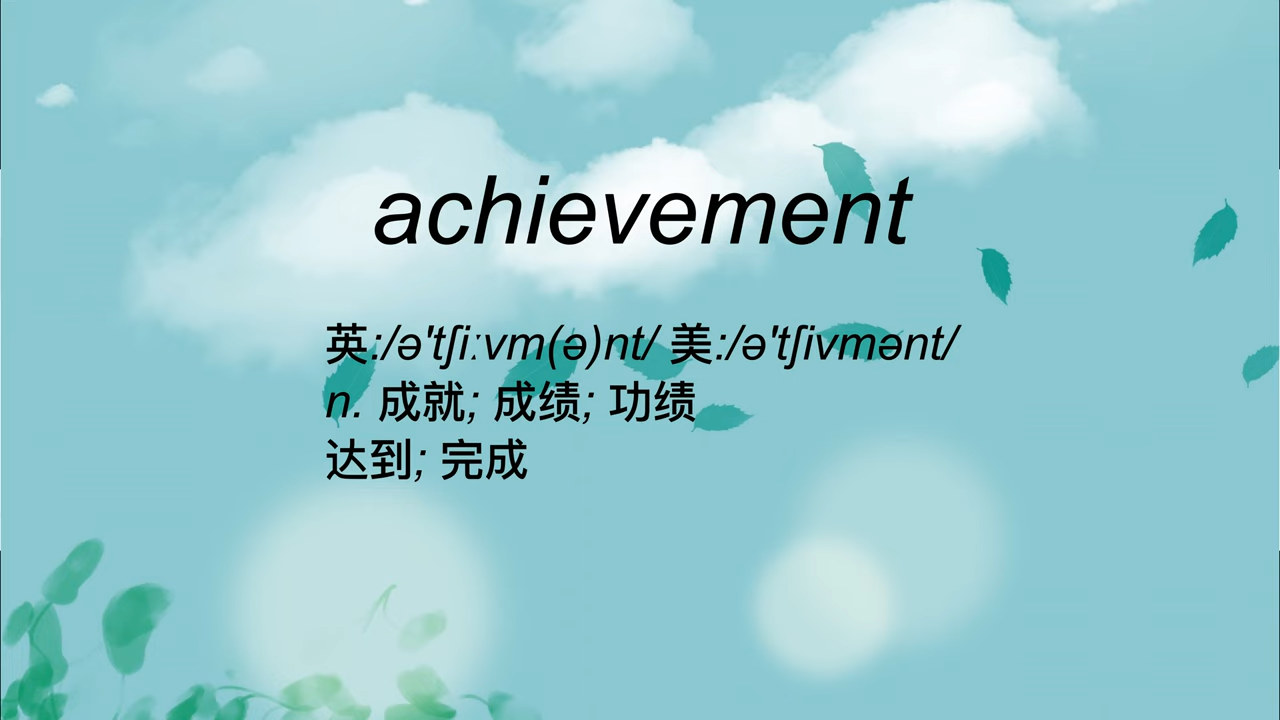 achievement
英:/ə'tʃiːvm(ə)nt/ 美:/ə'tʃivmənt/
n. 成就; 成绩; 功绩
达到; 完成